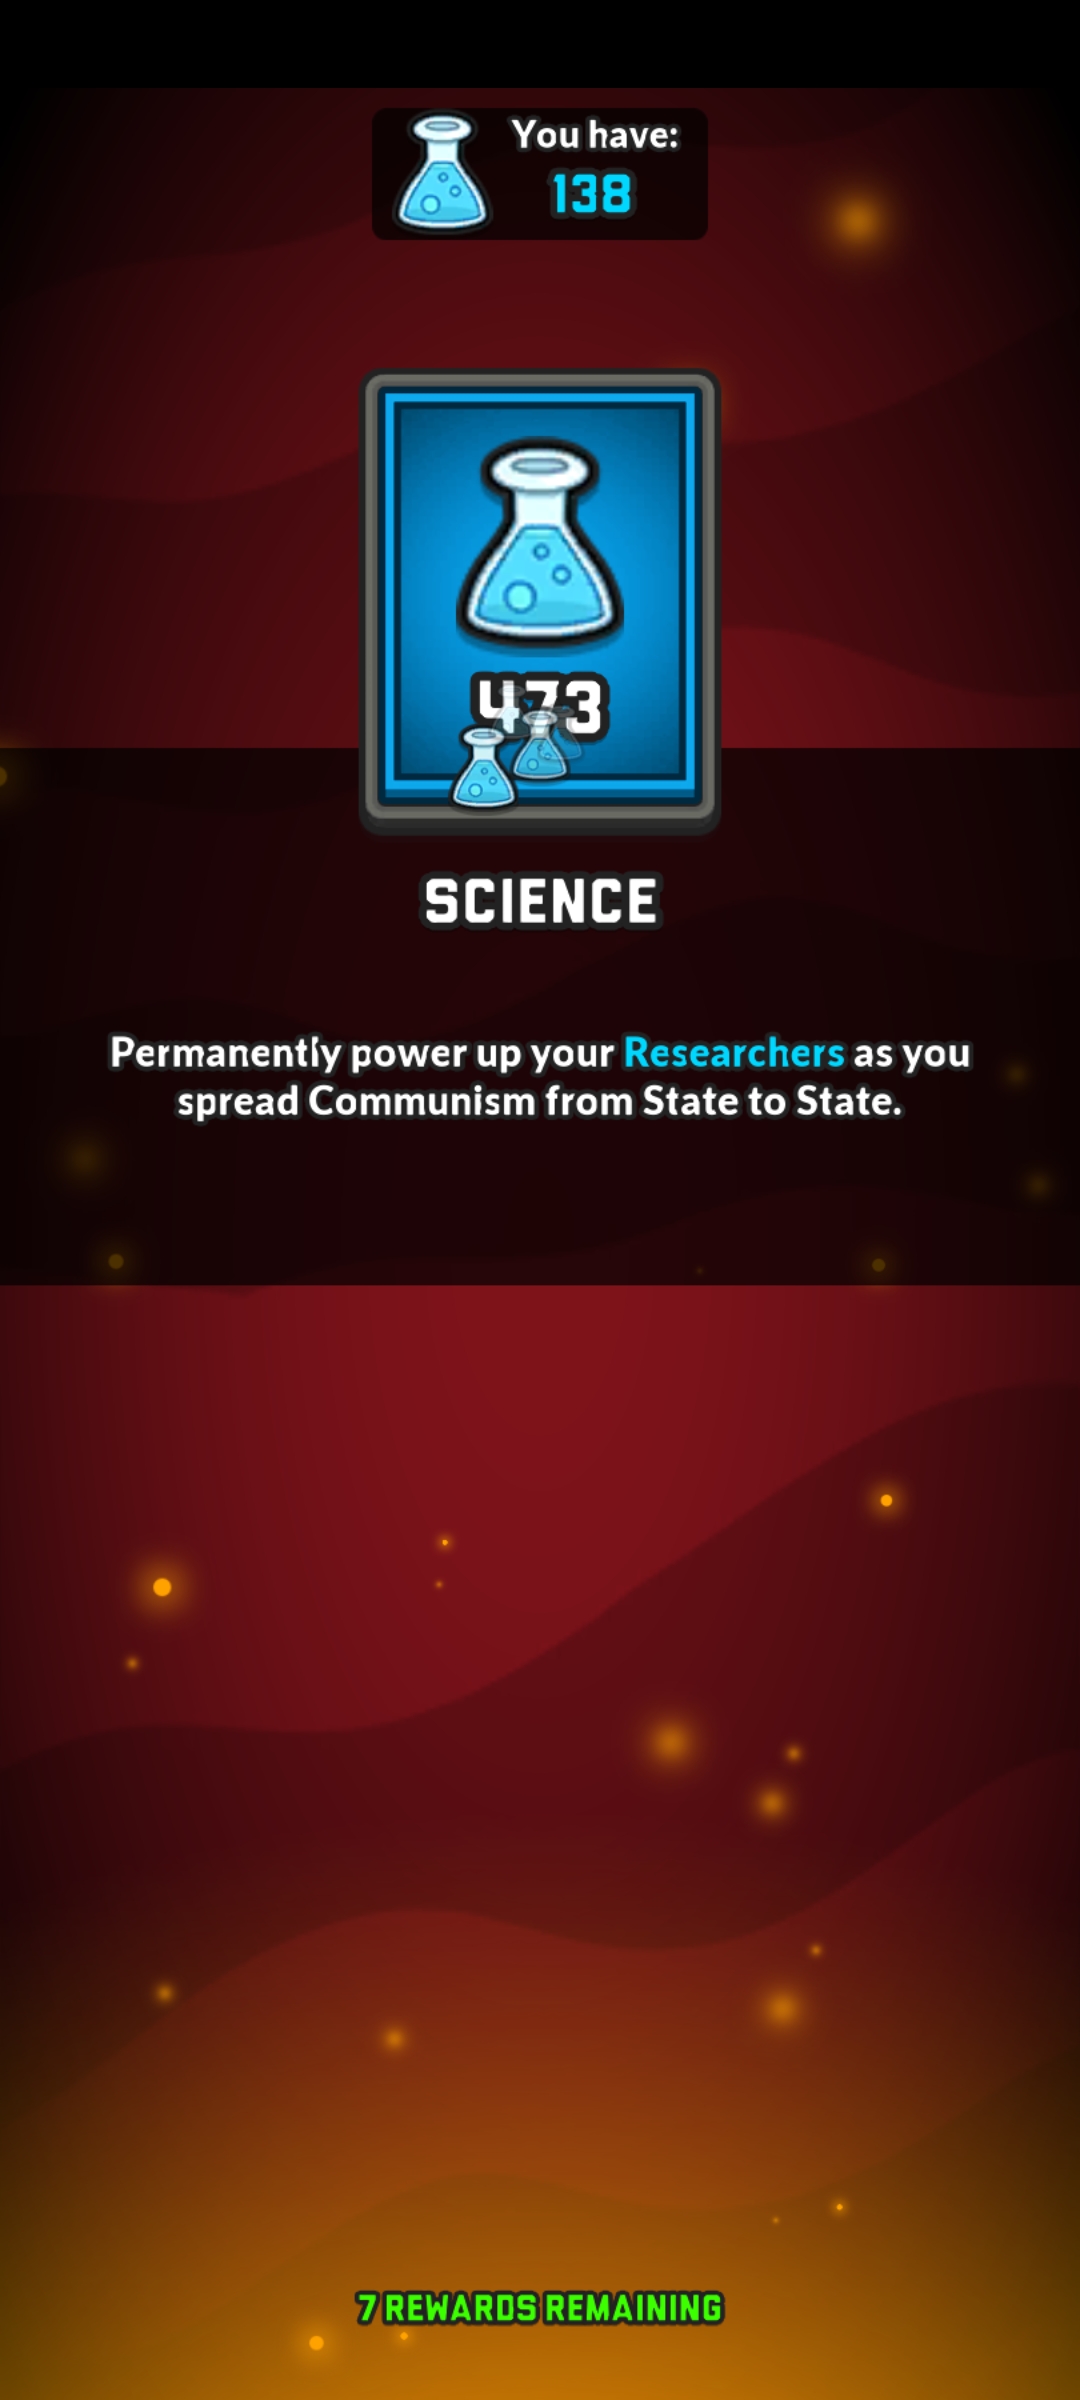 You have:
138
473
SCIENCE
Permanently power up your Researchers as you
spread Communism from State to State.
7 REWARDS REMAINING